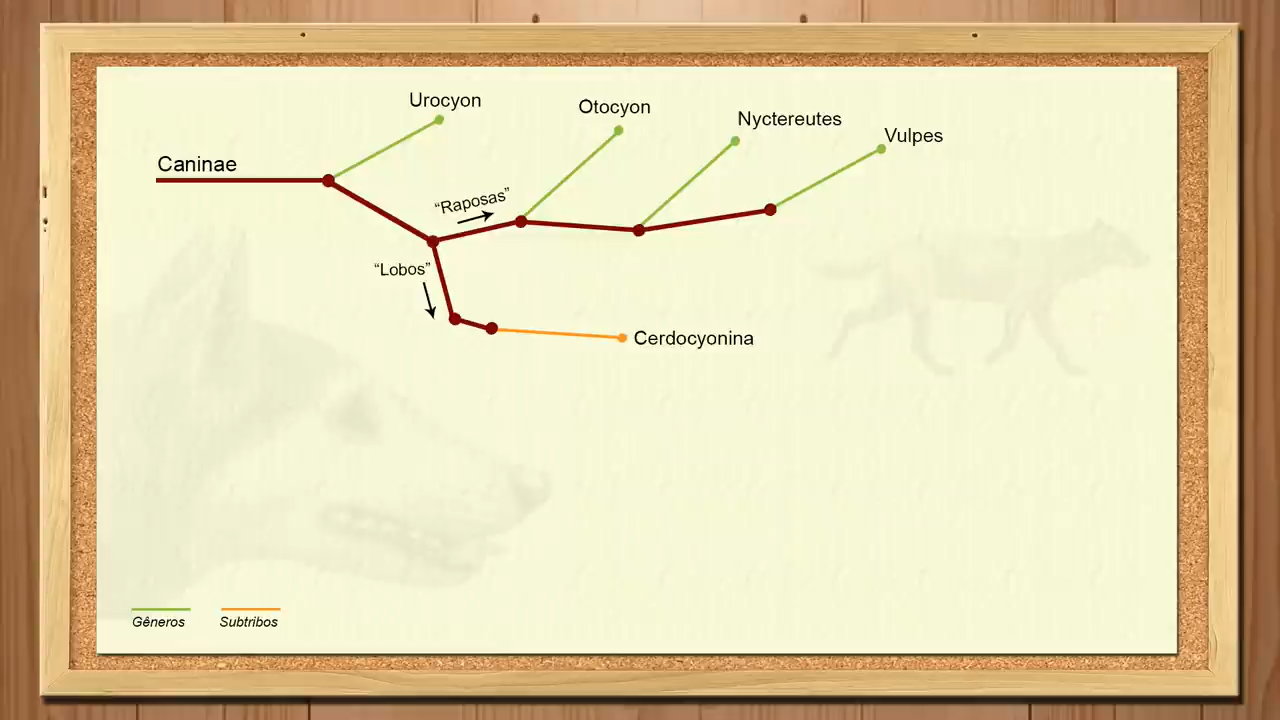 Urocyon
Otocyon
Nyctereutes
Vulpes
Caninae
“Raposas”
“Lobos”
Cerdocyonina
Gêneros
Subtribos